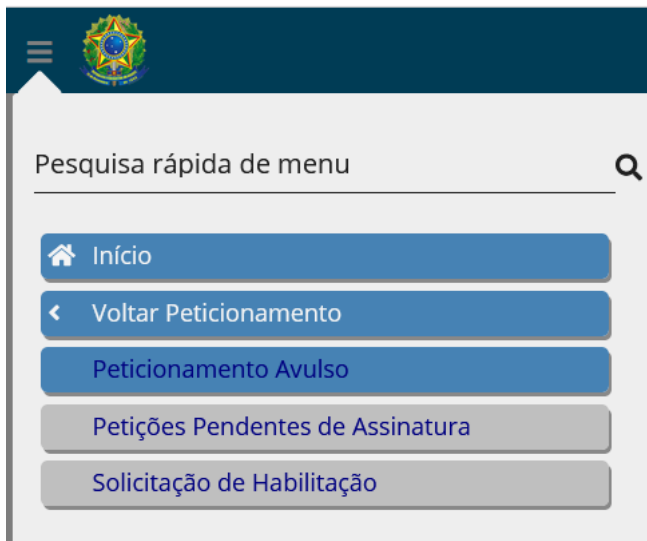 Pesquisa rápida de menu
Início
Voltar Peticionamento
Peticionamento Avulso
Petições Pendentes de Assinatura
Solicitação de Habilitação